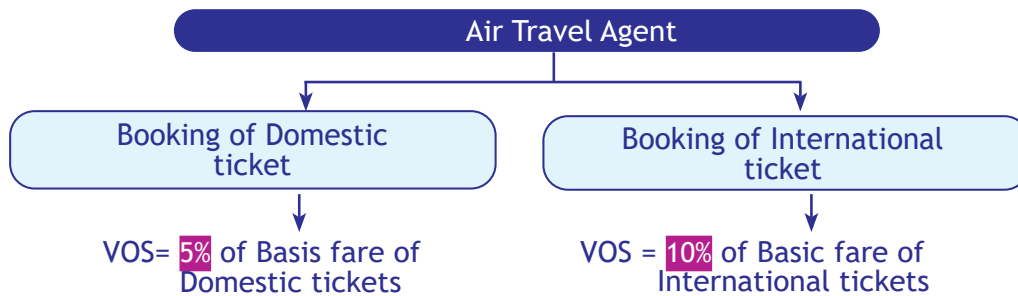 Air Travel Agent
Booking of Domestic
ticket
Booking of International
ticket
VOS= 5% of Basis fare of
Domestic tickets
VOS = 10% of Basic fare of
International tickets